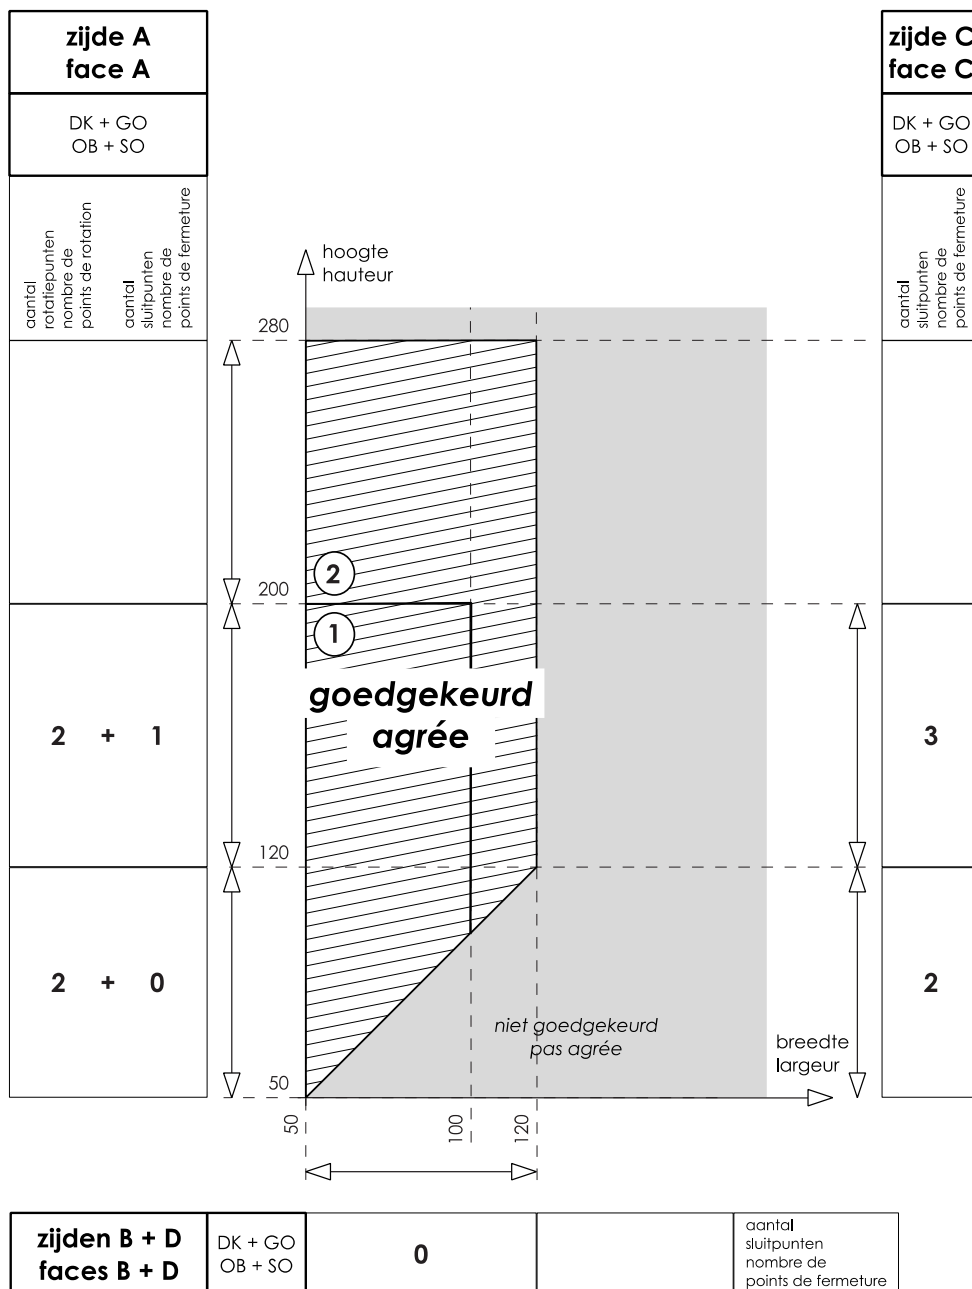 zijde A
face A
DK + GO
OB + SO
aantal
rotatiepunten
nombre de
points de rotation
aantal
sluitpunten
nombre de
points de fermeture
zijde C
face C
DK + GO
OB + SO
aantal
sluitpunten
nombre de
points de fermeture
hoogte
hauteur
280
200
2
1
goedgekeurd
agrée
2 + 1
3
120
2 + 0
2
niet goedgekeurd
pas agrée
breedte
largeur
50
50
100
120
zijden B + D
faces B + D
DK + GO
OB + SO
0
aantal
sluitpunten
nombre de
points de fermeture